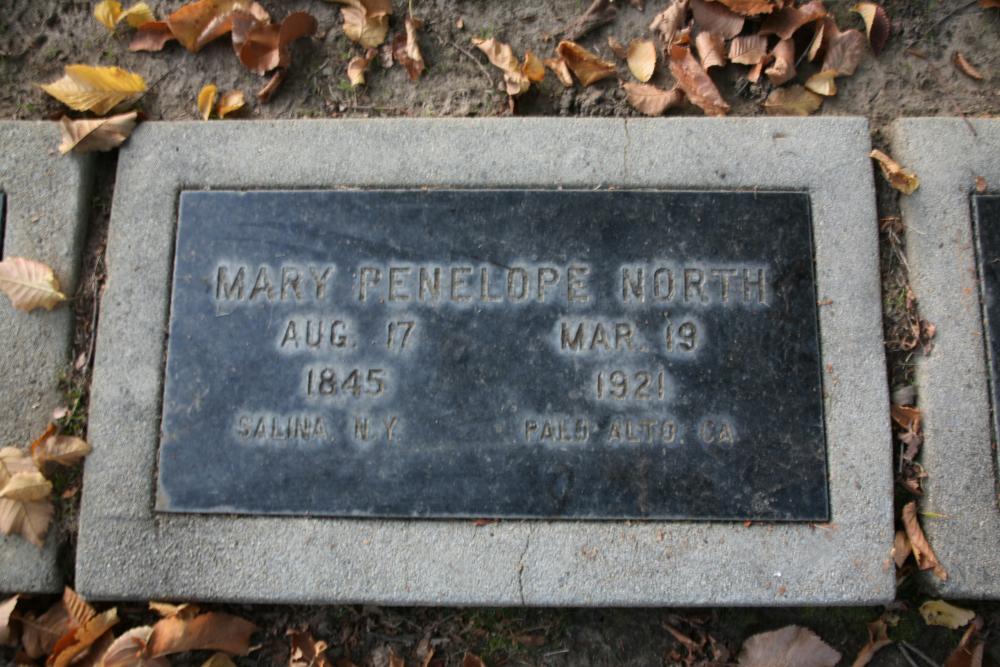 MARY PENELOPE NORTH
AUG. 17 MAR. 19
1845 1921
SALINA, N.Y. PALO ALTO, CA